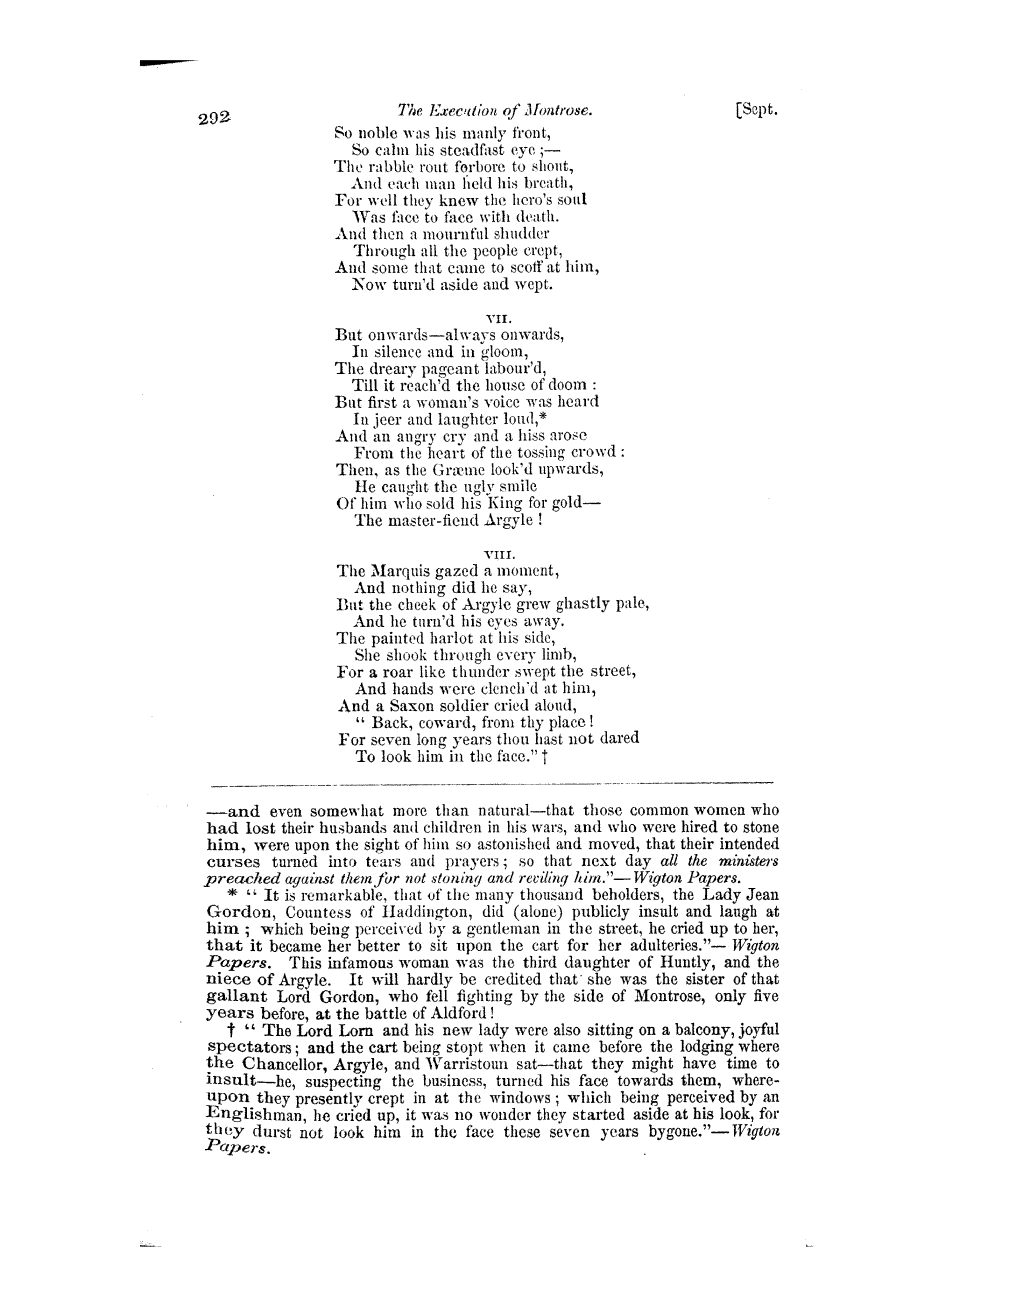 292 The Execution of Montrose. [Sept.
So noble was his manly front,
So calm his steadfast eye ;—
The rabble rout forbore to shout,
And each man held his breath,
For well they knew the hero's soul
Was face to face with death.
And then a mournful shudder
Through all the people crept,
And some that came to scoff at him,
Now turn'd aside and wept.
VII.
But onwards—always onwards,
In silence and in gloom,
The dreary pageant labour'd,
Till it reach'd the house of doom :
But first a woman's voice was heard
In jeer and laughter loud,*
And an angry cry and a hiss arose
From the heart of the tossing crowd :
Then, as the Græme look'd upwards,
He caught the ugly smile
Of him who sold his King for gold—
The master-fiend Argyle !
VIII.
The Marquis gazed a moment,
And nothing did he say,
But the cheek of Argyle grew ghastly pale,
And he turn'd his eyes away.
The painted harlot at his side,
She shook through every limb,
For a roar like thunder swept the street,
And hands were clench'd at him,
And a Saxon soldier cried aloud,
“ Back, coward, from thy place !
For seven long years thou hast not dared
To look him in the face.” †
—and even somewhat more than natural—that those common women who
had lost their husbands and children in his wars, and who were hired to stone
him, were upon the sight of him so astonished and moved, that their intended
curses turned into tears and prayers ; so that next day all the ministers
preached against them for not stoning and reviling him.”—Wigton Papers.
* “ It is remarkable, that of the many thousand beholders, the Lady Jean
Gordon, Countess of Haddington, did (alone) publicly insult and laugh at
him ; which being perceived by a gentleman in the street, he cried up to her,
that it became her better to sit upon the cart for her adulteries.”—Wigton
Papers. This infamous woman was the third daughter of Huntly, and the
niece of Argyle. It will hardly be credited that she was the sister of that
gallant Lord Gordon, who fell fighting by the side of Montrose, only five
years before, at the battle of Aldford !
† “ The Lord Lorn and his new lady were also sitting on a balcony, joyful
spectators ; and the cart being stopt when it came before the lodging where
the Chancellor, Argyle, and Warristoun sat—that they might have time to
insult—he, suspecting the business, turned his face towards them, where-
upon they presently crept in at the windows ; which being perceived by an
Englishman, he cried up, it was no wonder they started aside at his look, for
they durst not look him in the face these seven years bygone.”—Wigton
Papers.